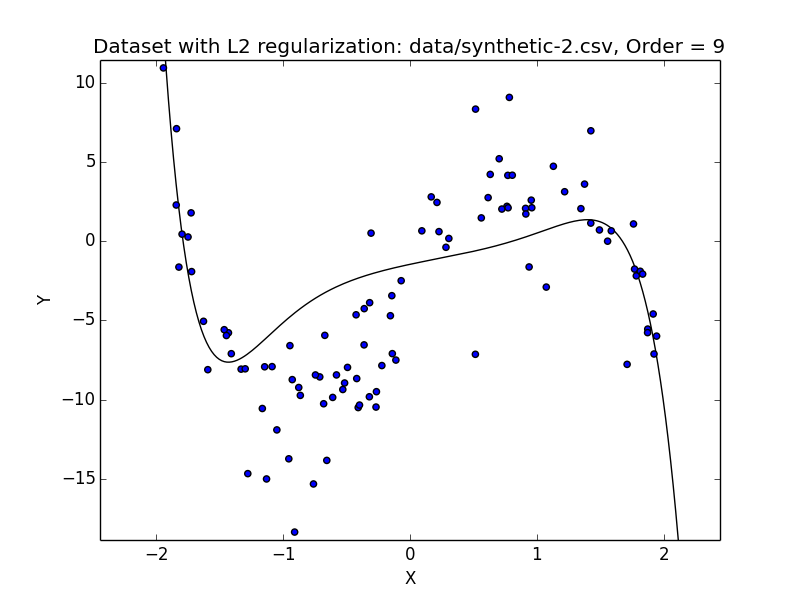 Dataset with L2 regularization: data/synthetic-2.csv, Order = 9
10
5
0
−5
−10
−15
Y
−2 −1 0 1 2
X